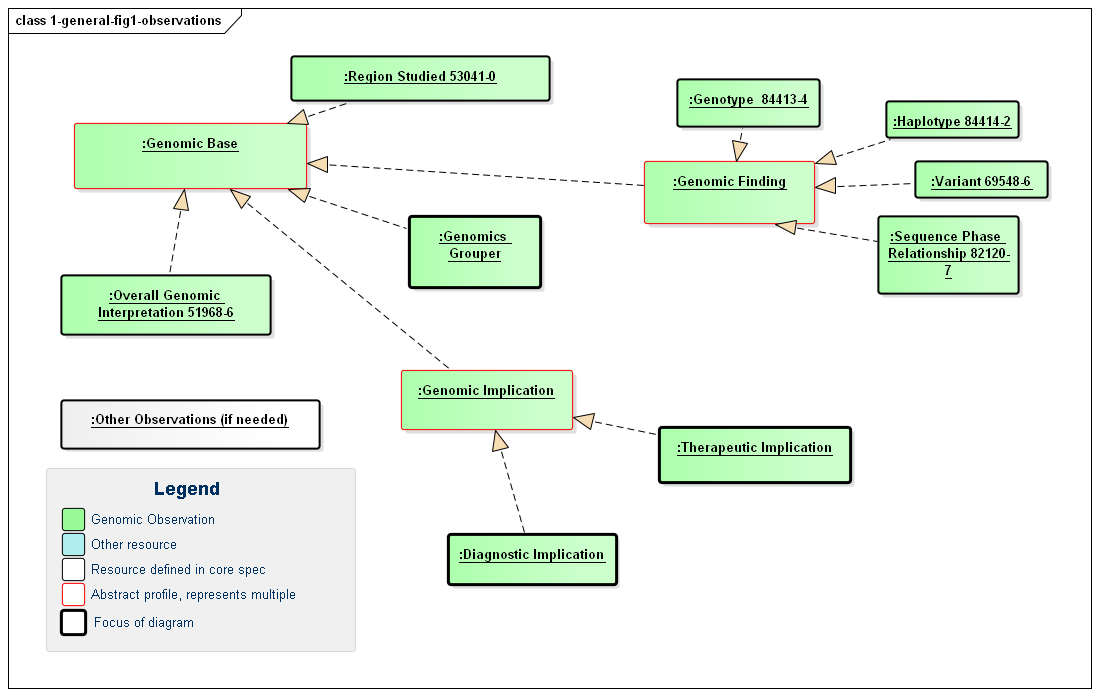 class 1-general-fig1-observations
:Region Studied 53041-0
:Genotype  84413-4
:Haplotype 84414-2
:Genomic Base
:Genomic Finding
:Variant 69548-6
:Genomics
Grouper
:Sequence Phase
Relationship 82120-
7
:Overall Genomic
Interpretation 51968-6
:Genomic Implication
:Other Observations (if needed)
:Therapeutic Implication
:Diagnostic Implication
Legend
Genomic Observation
Other resource
Resource defined in core spec
Abstract profile, represents multiple
Focus of diagram